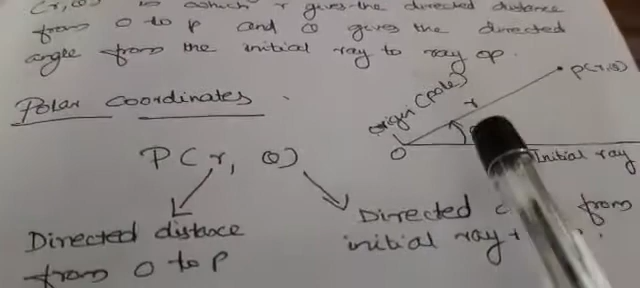 (r, θ) is which r gives the directed distance
from O to P and θ gives the directed
angle from the initial ray to ray op.
Polar Coordinates.
origin (pole)
r
P(r,θ)
O
Initial ray
P(r, θ)
Directed distance
from O to P
Directed from
initial ray